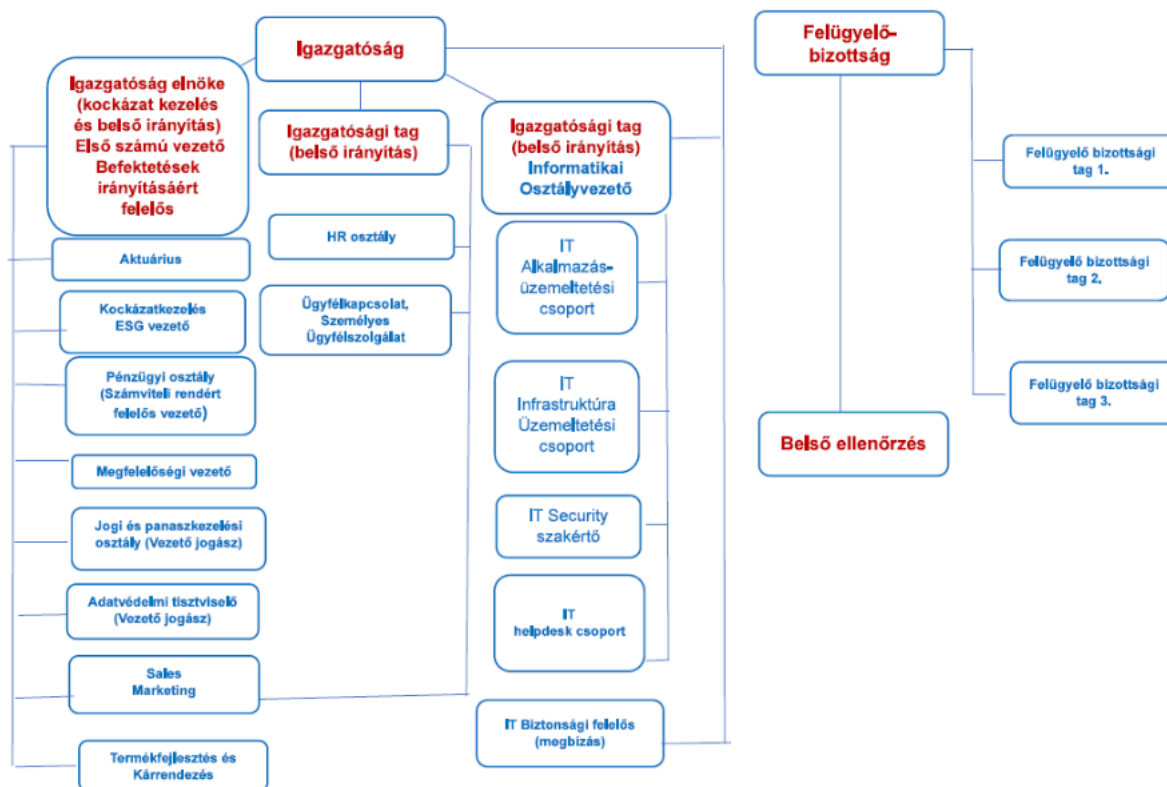 Igazgatóság
Igazgatóság elnöke
(kockázat kezelés
és belső irányítás)
Első számú vezető
Befektetések
irányításáért
felelős
Aktuárius
Kockázatkezelés
ESG vezető
Pénzügyi osztály
(Számviteli rendért
felelős vezető)
Megfelelőségi vezető
Jogi és panaszkezelési
osztály (Vezető jogász)
Adatvédelmi tisztviselő
(Vezető jogász)
Sales
Marketing
Termékfejlesztés és
Kárrendezés
Igazgatósági tag
(belső irányítás)
HR osztály
Ügyfélkapcsolat,
Személyes
Ügyfélszolgálat
Igazgatósági tag
(belső irányítás)
Informatikai
Osztályvezető
IT
Alkalmazás-
üzemeltetési
csoport
IT
Infrastruktúra
Üzemeltetési
csoport
IT Security
szakértő
IT
helpdesk csoport
IT Biztonsági felelős
(megbízás)
Felügyelő-
bizottság
Felügyelő bizottsági
tag 1.
Felügyelő bizottsági
tag 2.
Felügyelő bizottsági
tag 3.
Belső ellenőrzés